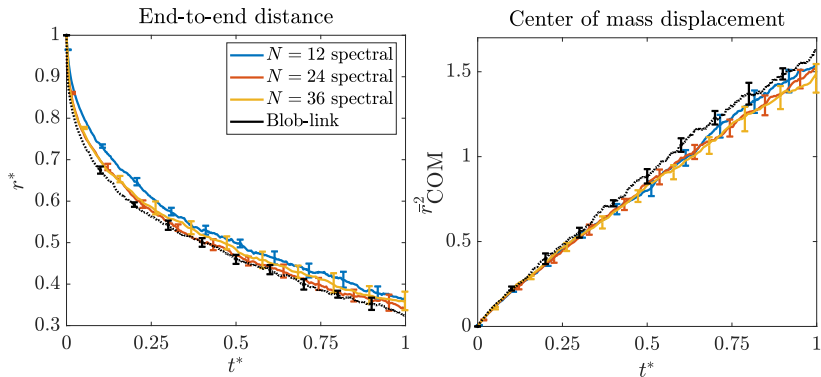 End-to-end distance
1
0.9
0.8
0.7
0.6
0.5
0.4
0.3
r*
0
0.25
0.5
0.75
1
t*
N = 12 spectral
N = 24 spectral
N = 36 spectral
Blob-link
Center of mass displacement
1.5
1
0.5
0
r̄²COM
0
0.25
0.5
0.75
1
t*